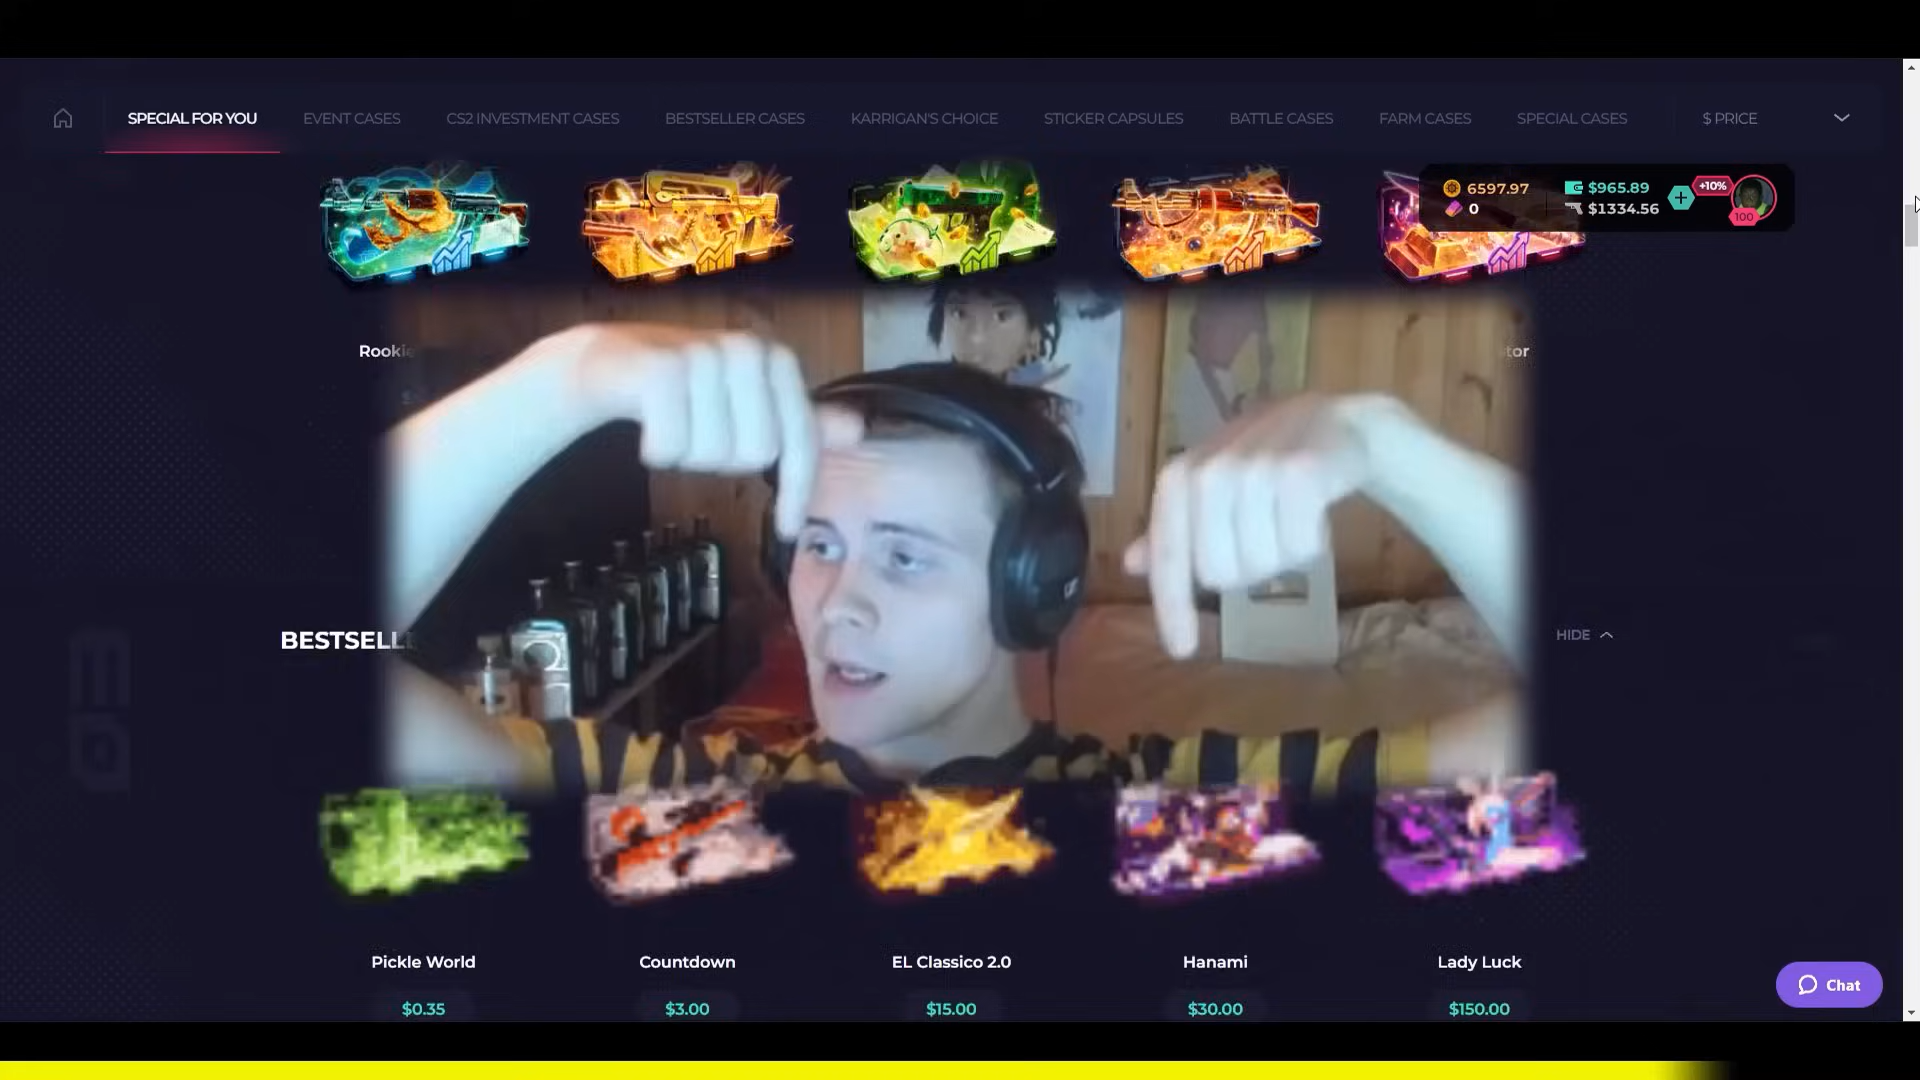 SPECIAL FOR YOU EVENT CASES CS2 INVESTMENT CASES BESTSELLER CASES KARRIGAN'S CHOICE STICKER CAPSULES BATTLE CASES FARM CASES SPECIAL CASES $ PRICE
6597.97 $965.89 +10%
0 $1334.56 100
Rookie tor
BESTSELLE HIDE
Pickle World Countdown EL Classico 2.0 Hanami Lady Luck
Chat
$0.35 $3.00 $15.00 $30.00 $150.00